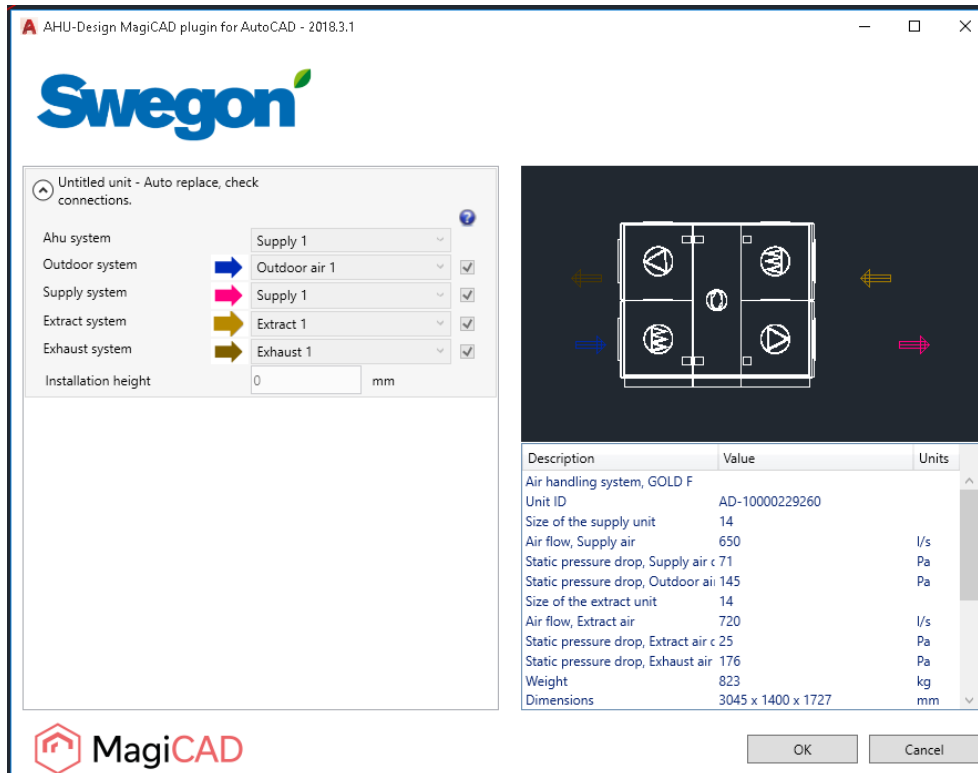 AHU-Design MagiCAD plugin for AutoCAD - 2018.3.1
Swegon
Untitled unit - Auto replace, check
connections.
Ahu system
Supply 1
Outdoor system
Outdoor air 1
Supply system
Supply 1
Extract system
Extract 1
Exhaust system
Exhaust 1
Installation height
0
mm
Description Value Units
Air handling system, GOLD F
Unit ID AD-10000229260
Size of the supply unit 14
Air flow, Supply air 650 l/s
Static pressure drop, Supply air c 71 Pa
Static pressure drop, Outdoor ai 145 Pa
Size of the extract unit 14
Air flow, Extract air 720 l/s
Static pressure drop, Extract air c 25 Pa
Static pressure drop, Exhaust air 176 Pa
Weight 823 kg
Dimensions 3045 x 1400 x 1727 mm
MagiCAD
OK
Cancel